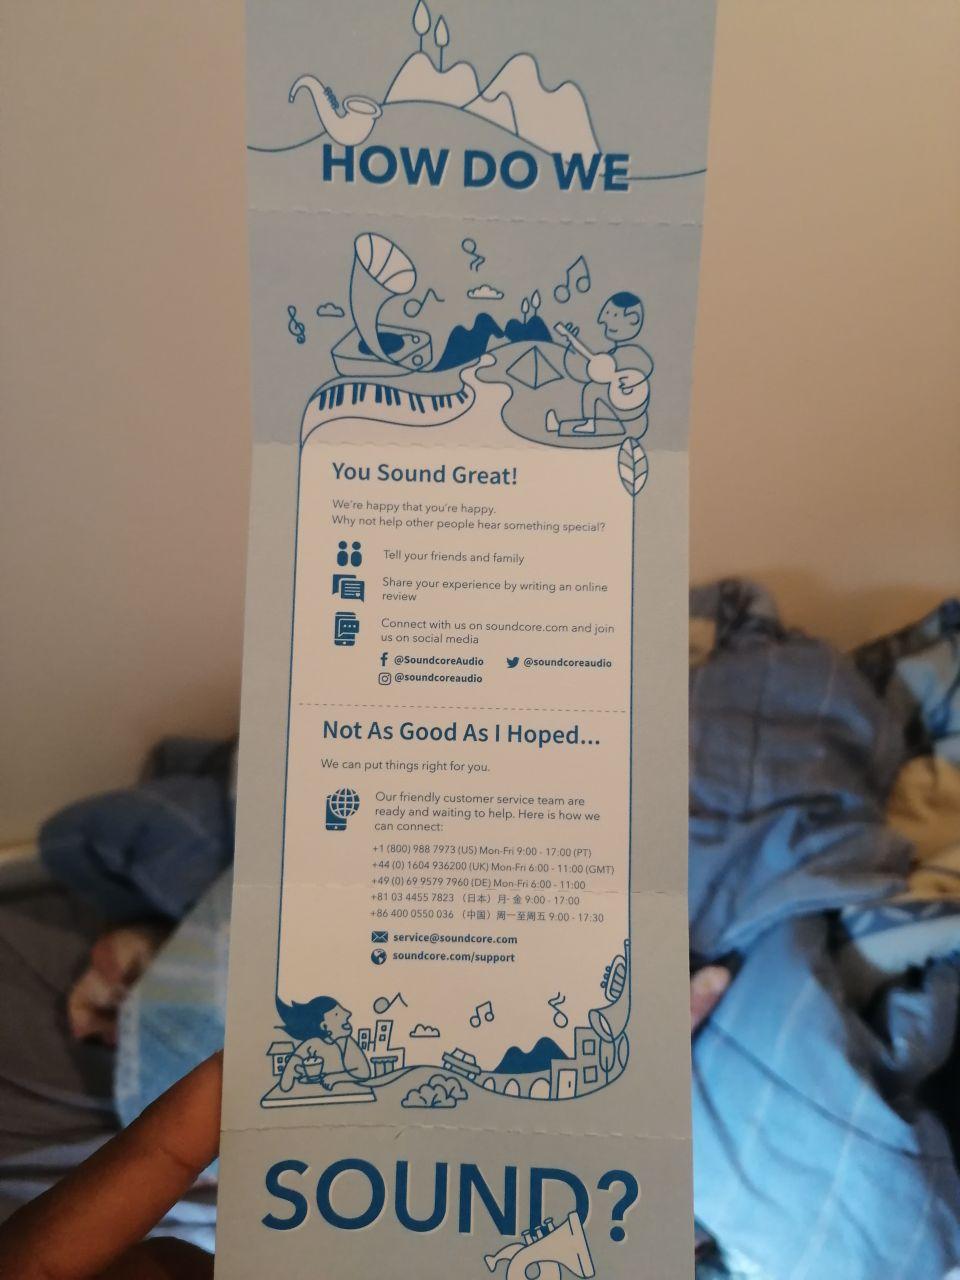 HOW DO WE
You Sound Great!
We're happy that you're happy.
Why not help other people hear something special?
Tell your friends and family
Share your experience by writing an online
review
Connect with us on soundcore.com and join
us on social media
@SoundcoreAudio @soundcoreaudio
@soundcoreaudio
Not As Good As I Hoped...
We can put things right for you.
Our friendly customer service team are
ready and waiting to help. Here is how we
can connect:
+1 (800) 988 7973 (US) Mon-Fri 9:00 - 17:00 (PT)
+44 (0) 1604 936200 (UK) Mon-Fri 6:00 - 11:00 (GMT)
+49 (0) 69 9579 7960 (DE) Mon-Fri 6:00 - 11:00
+81 03 4455 7823 （日本）月- 金 9:00 - 17:00
+86 400 0550 036 （中国）周一至周五 9:00 - 17:30
service@soundcore.com
soundcore.com/support
SOUND?